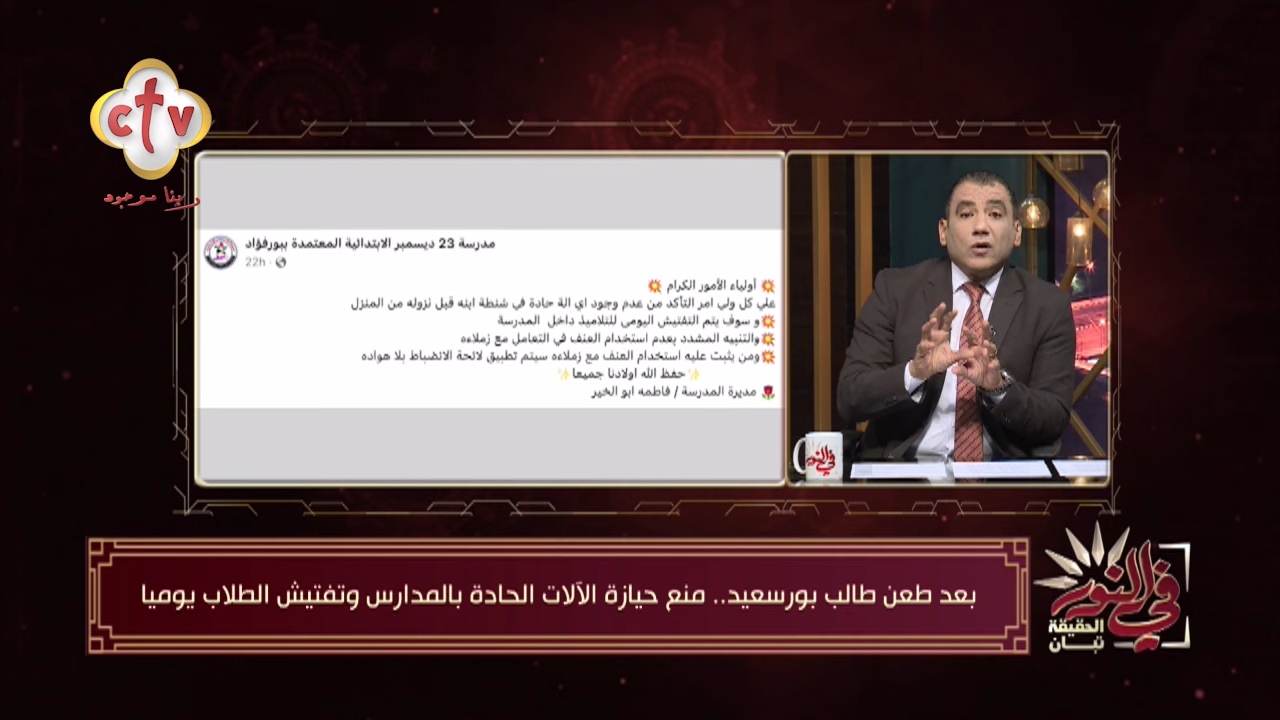 ctv
ربنا موجود
مدرسة 23 ديسمبر الابتدائية المعتمدة ببورفؤاد
22h ·
💥 أولياء الأمور الكرام 💥
علي كل ولي امر التأكد من عدم وجود اي الة حادة في شنطة ابنه قبل نزوله من المنزل
💥و سوف يتم التفتيش اليومى للتلاميذ داخل المدرسة
💥والتنبيه المشدد بعدم استخدام العنف في التعامل مع زملاءه
💥ومن يثبت عليه استخدام العنف مع زملاءه سيتم تطبيق لائحة الانضباط بلا هواده
✨حفظ الله اولادنا جميعا✨
🌹 مديرة المدرسة / فاطمه ابو الخير
في النور
بعد طعن طالب بورسعيد.. منع حيازة الآلات الحادة بالمدارس وتفتيش الطلاب يوميا
في النور
الحقيقة
تبان